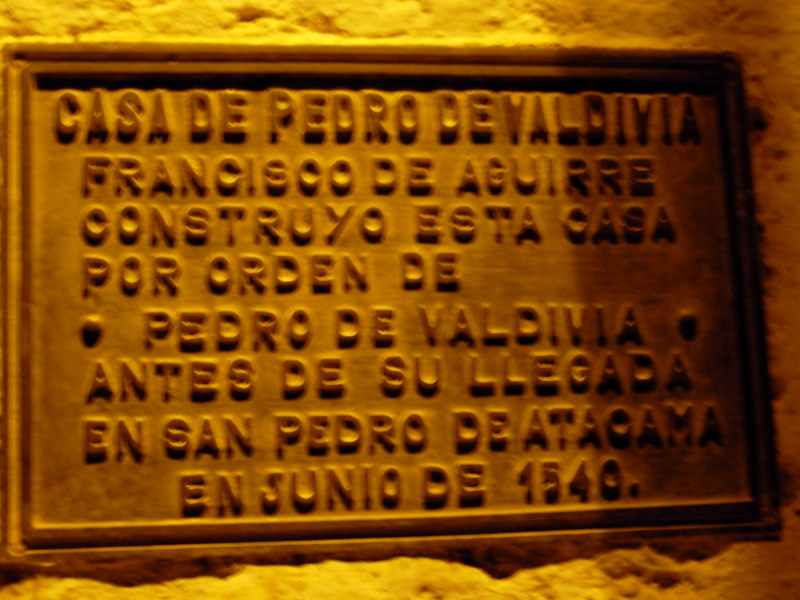 CASA DE PEDRO DE VALDIVIA
FRANCISCO DE AGUIRRE
CONSTRUYO ESTA CASA
POR ORDEN DE
PEDRO DE VALDIVIA
ANTES DE SU LLEGADA
EN SAN PEDRO DE ATACAMA
EN JUNIO DE 1540.